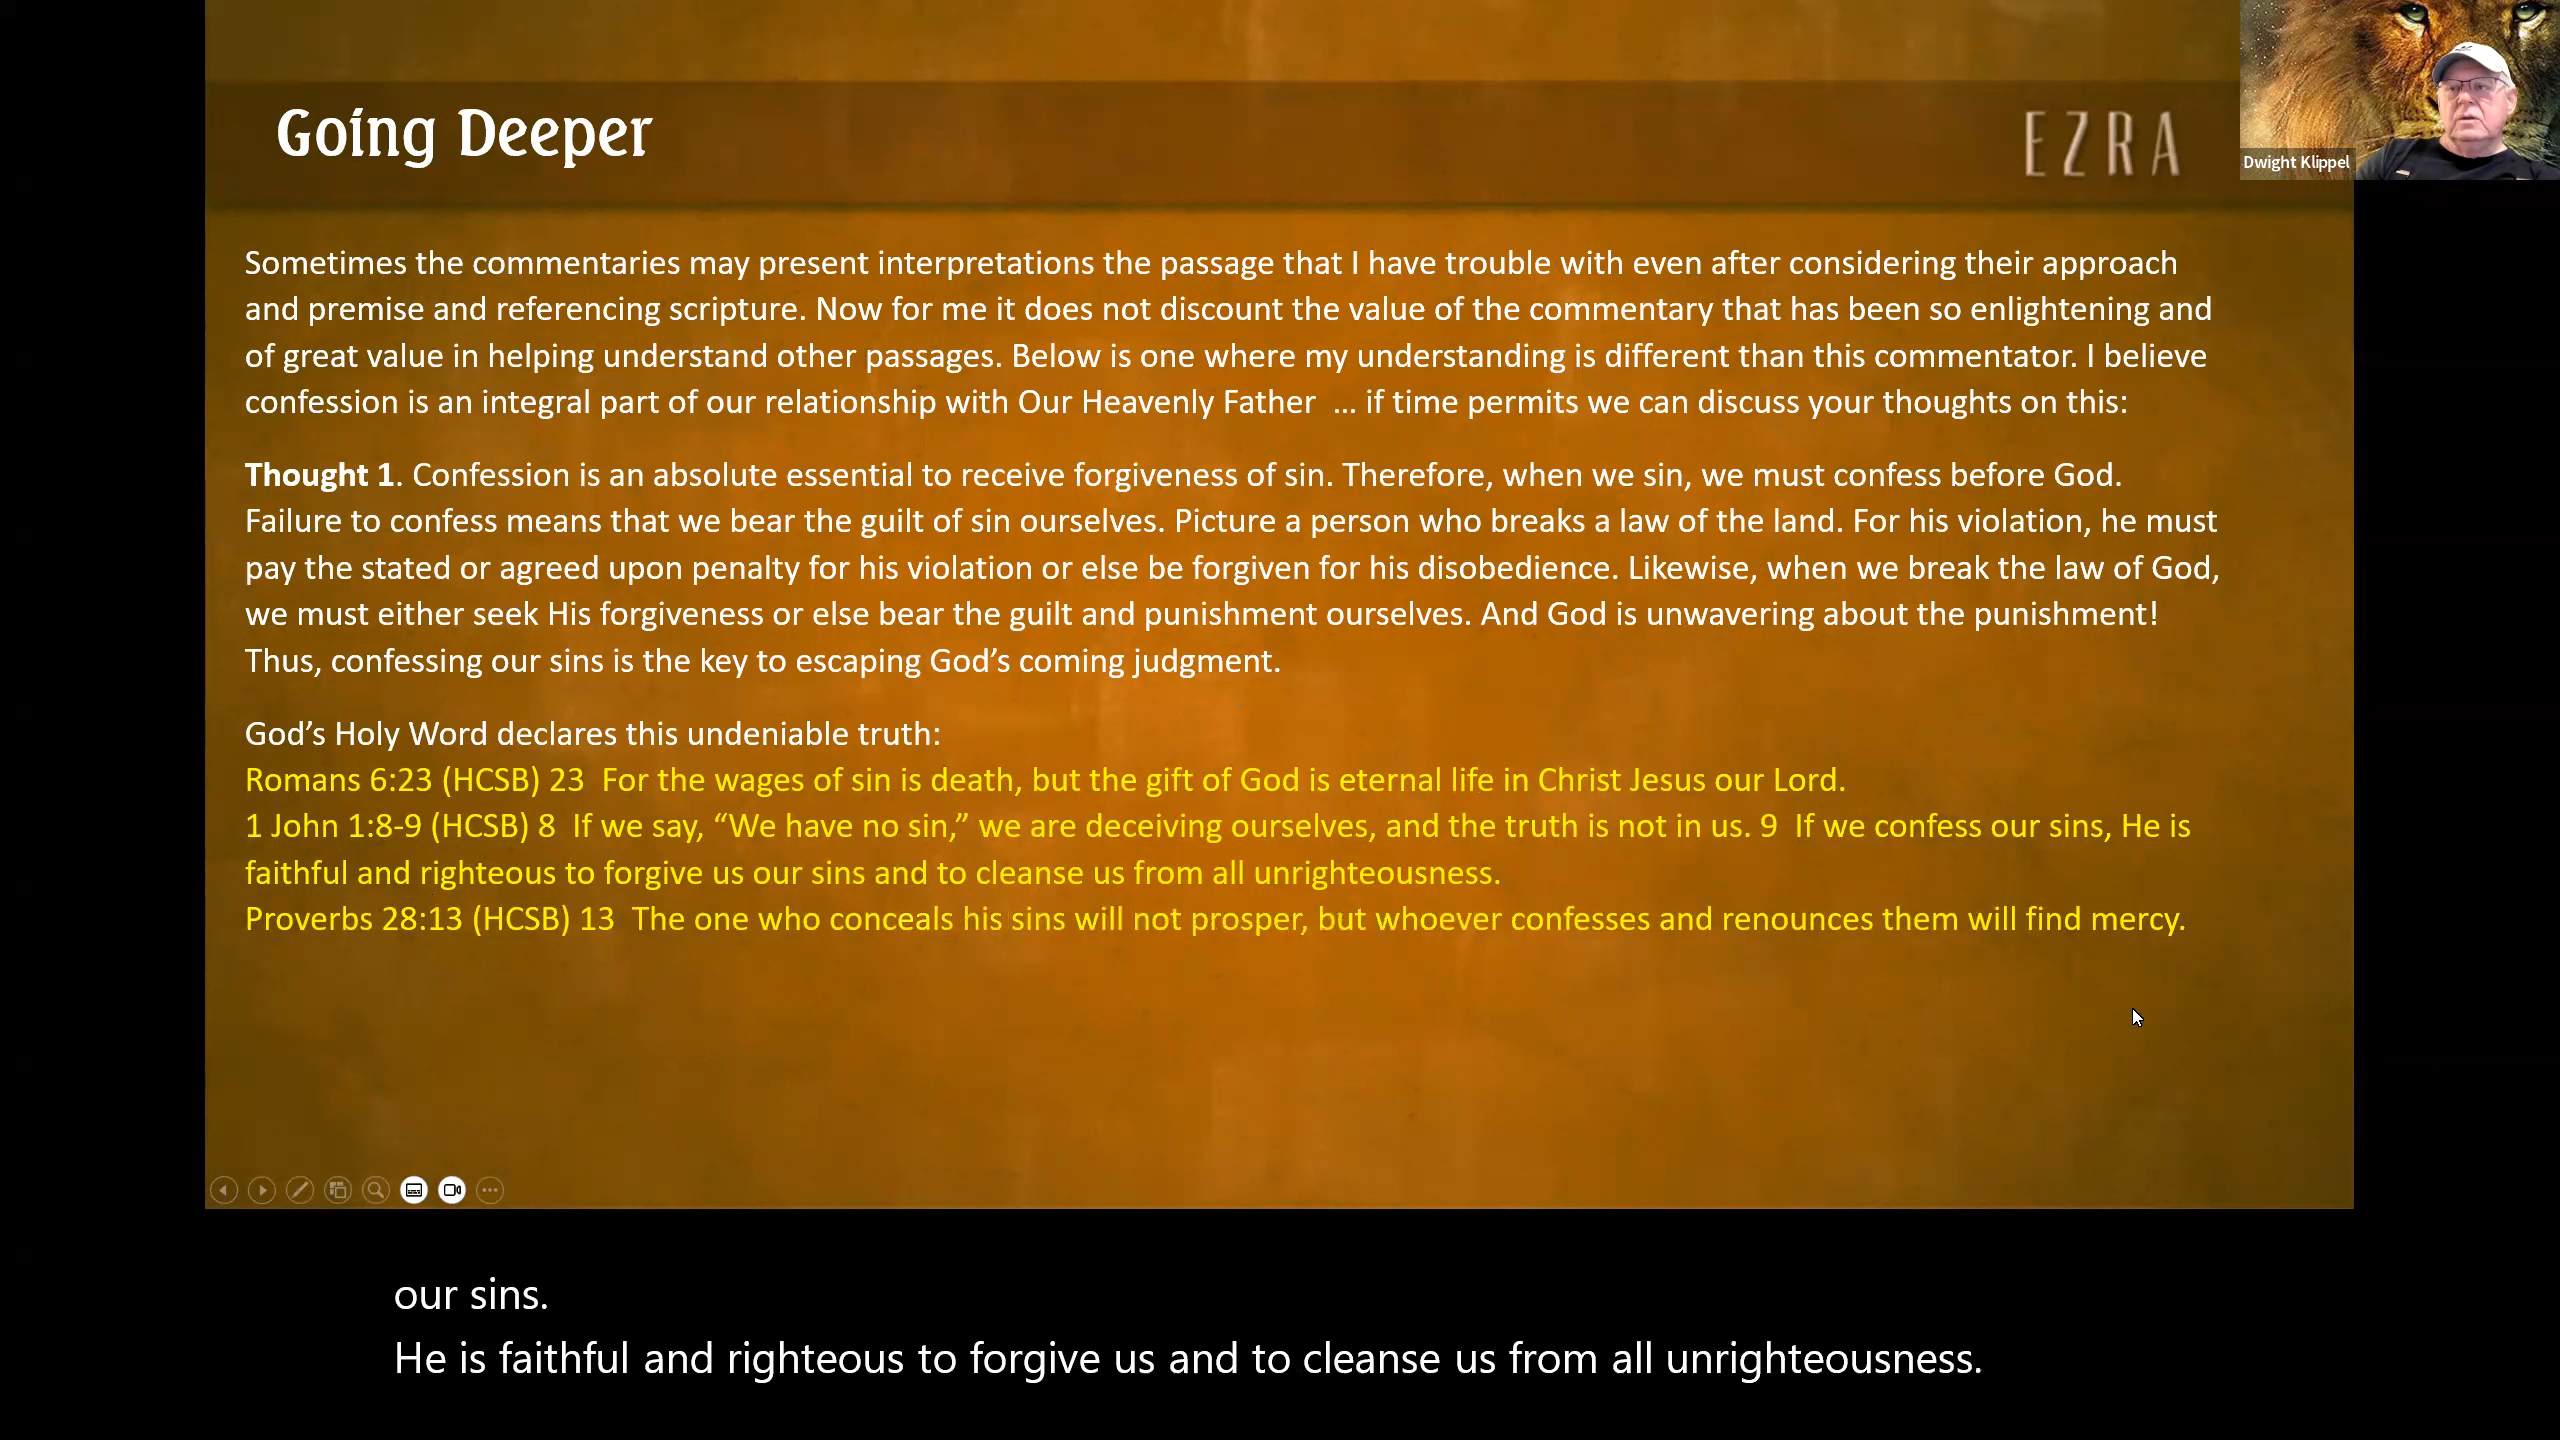 Going Deeper
EZRA
Dwight Klippel
Sometimes the commentaries may present interpretations the passage that I have trouble with even after considering their approach
and premise and referencing scripture. Now for me it does not discount the value of the commentary that has been so enlightening and
of great value in helping understand other passages. Below is one where my understanding is different than this commentator. I believe
confession is an integral part of our relationship with Our Heavenly Father  ... if time permits we can discuss your thoughts on this:
Thought 1. Confession is an absolute essential to receive forgiveness of sin. Therefore, when we sin, we must confess before God.
Failure to confess means that we bear the guilt of sin ourselves. Picture a person who breaks a law of the land. For his violation, he must
pay the stated or agreed upon penalty for his violation or else be forgiven for his disobedience. Likewise, when we break the law of God,
we must either seek His forgiveness or else bear the guilt and punishment ourselves. And God is unwavering about the punishment!
Thus, confessing our sins is the key to escaping God’s coming judgment.
God’s Holy Word declares this undeniable truth:
Romans 6:23 (HCSB) 23  For the wages of sin is death, but the gift of God is eternal life in Christ Jesus our Lord.
1 John 1:8-9 (HCSB) 8  If we say, “We have no sin,” we are deceiving ourselves, and the truth is not in us. 9  If we confess our sins, He is
faithful and righteous to forgive us our sins and to cleanse us from all unrighteousness.
Proverbs 28:13 (HCSB) 13  The one who conceals his sins will not prosper, but whoever confesses and renounces them will find mercy.
our sins.
He is faithful and righteous to forgive us and to cleanse us from all unrighteousness.